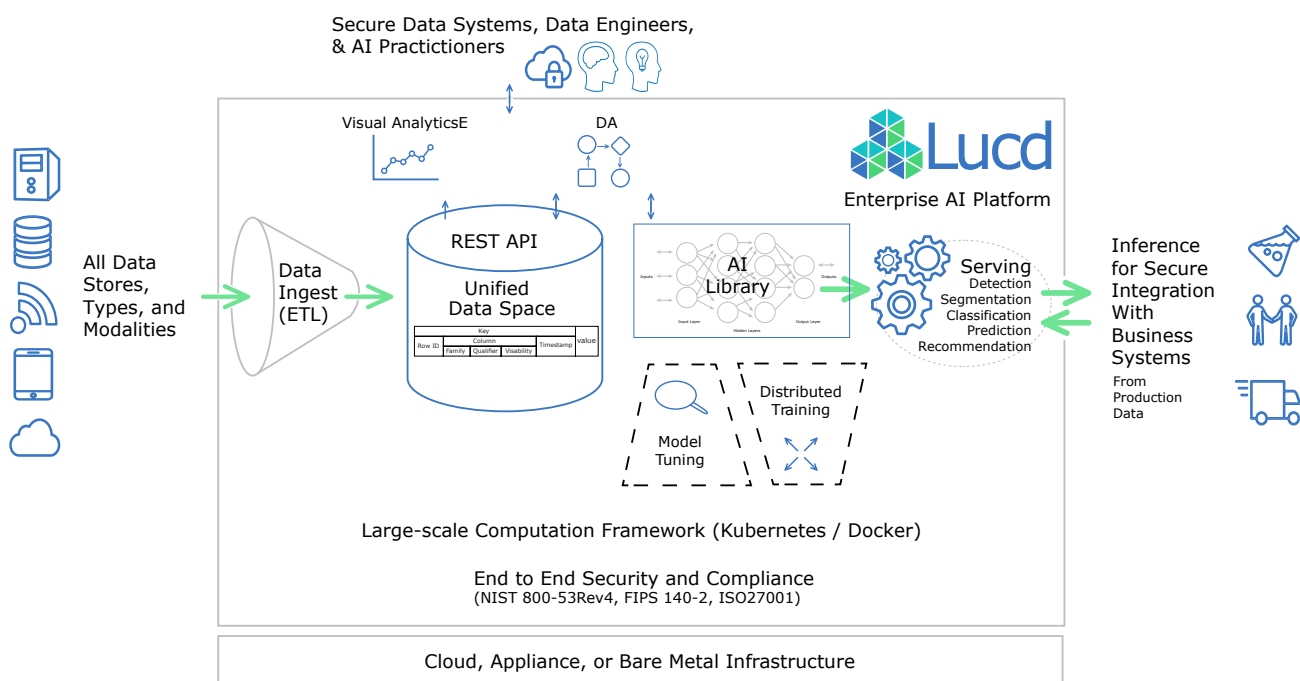 Secure Data Systems, Data Engineers,
& AI Practictioners
Visual AnalyticsE
DA
Lucd
Enterprise AI Platform
All Data
Stores,
Types, and
Modalities
Data
Ingest
(ETL)
REST API
Unified
Data Space
Key
Row ID
Column
Timestamp
value
Family
Qualifier
Visability
Inputs
AI
Library
Outputs
Input Layer
Hidden Layers
Output Layer
Serving
Detection
Segmentation
Classification
Prediction
Recommendation
Inference
for Secure
Integration
With
Business
Systems
From
Production
Data
Model
Tuning
Distributed
Training
Large-scale Computation Framework (Kubernetes / Docker)
End to End Security and Compliance
(NIST 800-53Rev4, FIPS 140-2, ISO27001)
Cloud, Appliance, or Bare Metal Infrastructure